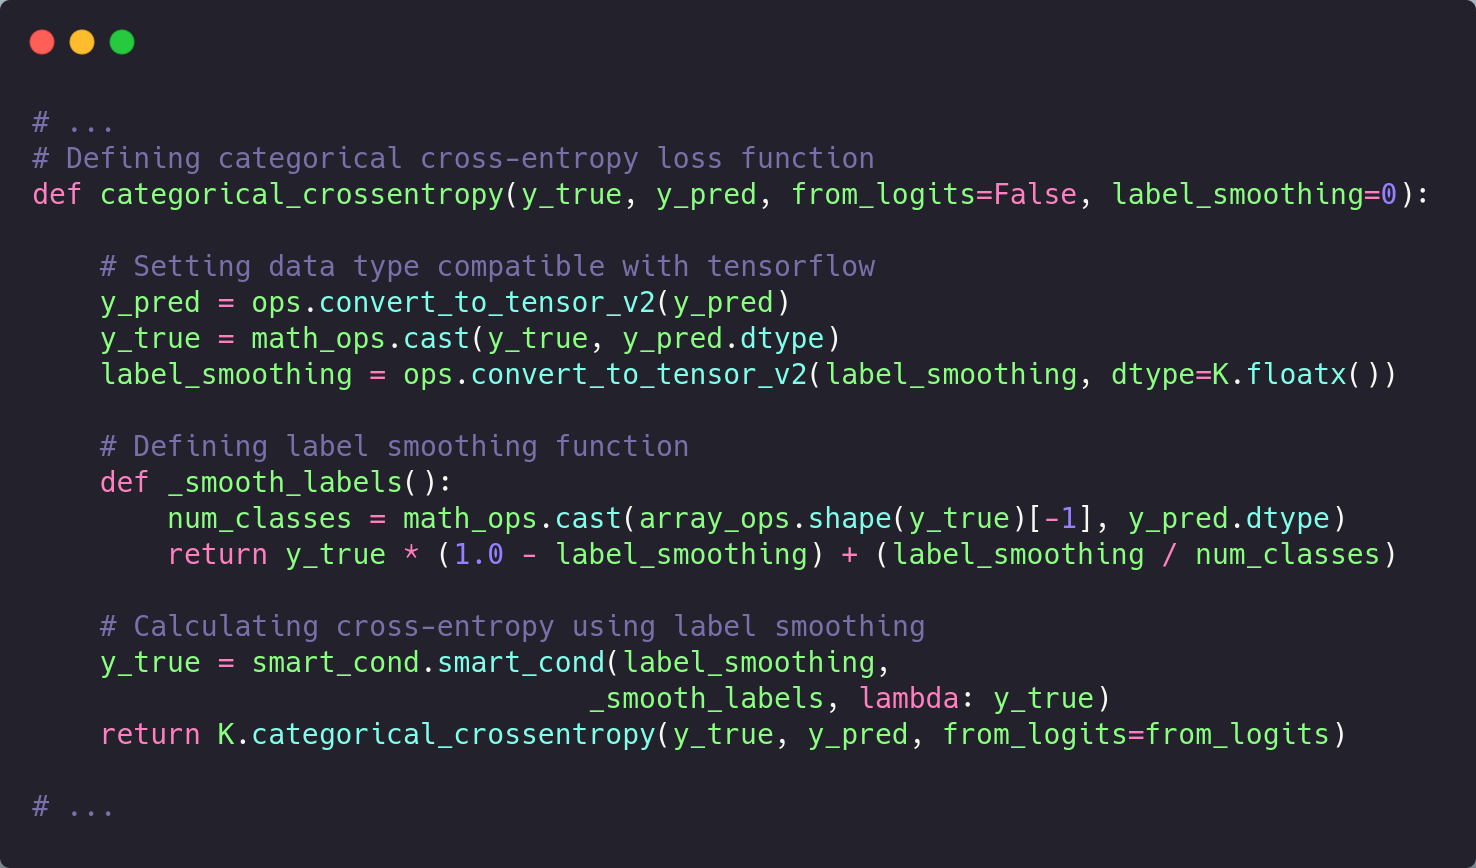 # ...
# Defining categorical cross-entropy loss function
def categorical_crossentropy(y_true, y_pred, from_logits=False, label_smoothing=0):

    # Setting data type compatible with tensorflow
    y_pred = ops.convert_to_tensor_v2(y_pred)
    y_true = math_ops.cast(y_true, y_pred.dtype)
    label_smoothing = ops.convert_to_tensor_v2(label_smoothing, dtype=K.floatx())

    # Defining label smoothing function
    def _smooth_labels():
        num_classes = math_ops.cast(array_ops.shape(y_true)[-1], y_pred.dtype)
        return y_true * (1.0 - label_smoothing) + (label_smoothing / num_classes)

    # Calculating cross-entropy using label smoothing
    y_true = smart_cond.smart_cond(label_smoothing,
                                 _smooth_labels, lambda: y_true)
    return K.categorical_crossentropy(y_true, y_pred, from_logits=from_logits)

# ...